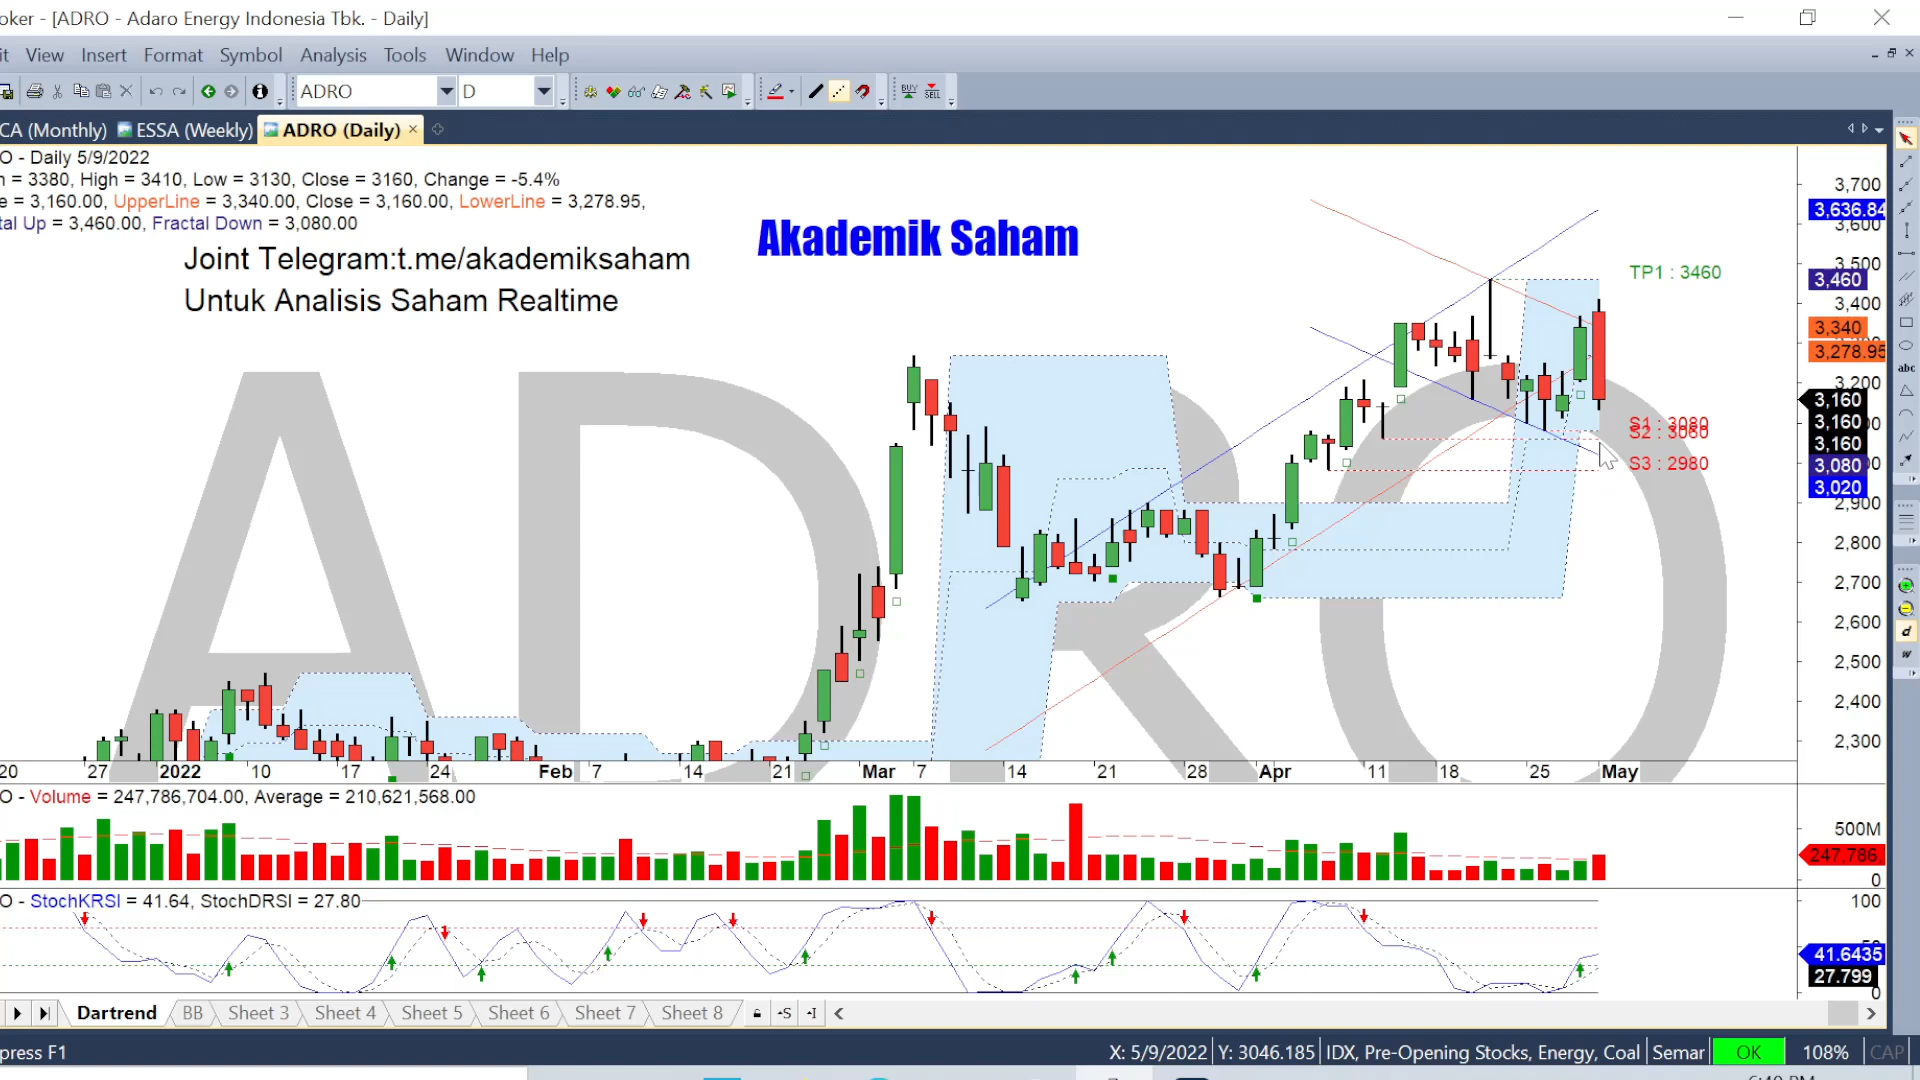 oker - [ADRO - Adaro Energy Indonesia Tbk. - Daily]
it View Insert Format Symbol Analysis Tools Window Help
ADRO D BUY SELL
CA (Monthly) ESSA (Weekly) ADRO (Daily)
O - Daily 5/9/2022
n = 3380, High = 3410, Low = 3130, Close = 3160, Change = -5.4%
e = 3,160.00, UpperLine = 3,340.00, Close = 3,160.00, LowerLine = 3,278.95,
tal Up = 3,460.00, Fractal Down = 3,080.00
Akademik Saham
Joint Telegram:t.me/akademiksaham
Untuk Analisis Saham Realtime
ADRO
TP1 : 3460
S1 : 3080
S2 : 3060
S3 : 2980
3,700
3,636.84
3,600
3,500
3,460
3,400
3,340
3,278.95
3,200
3,160
3,160
3,160
3,080
3,020
2,900
2,800
2,700
2,600
2,500
2,400
2,300
abc
d
w
20 27 2022 10 17 24 Feb 7 14 21 Mar 7 14 21 28 Apr 11 18 25 May
O - Volume = 247,786,704.00, Average = 210,621,568.00
500M
247,786,
0
O - StochKRSI = 41.64, StochDRSI = 27.80
100
50
41.6435
27.799
0
Dartrend BB Sheet 3 Sheet 4 Sheet 5 Sheet 6 Sheet 7 Sheet 8 -S -I
press F1
X: 5/9/2022 Y: 3046.185 IDX, Pre-Opening Stocks, Energy, Coal Semar OK 108% CAP